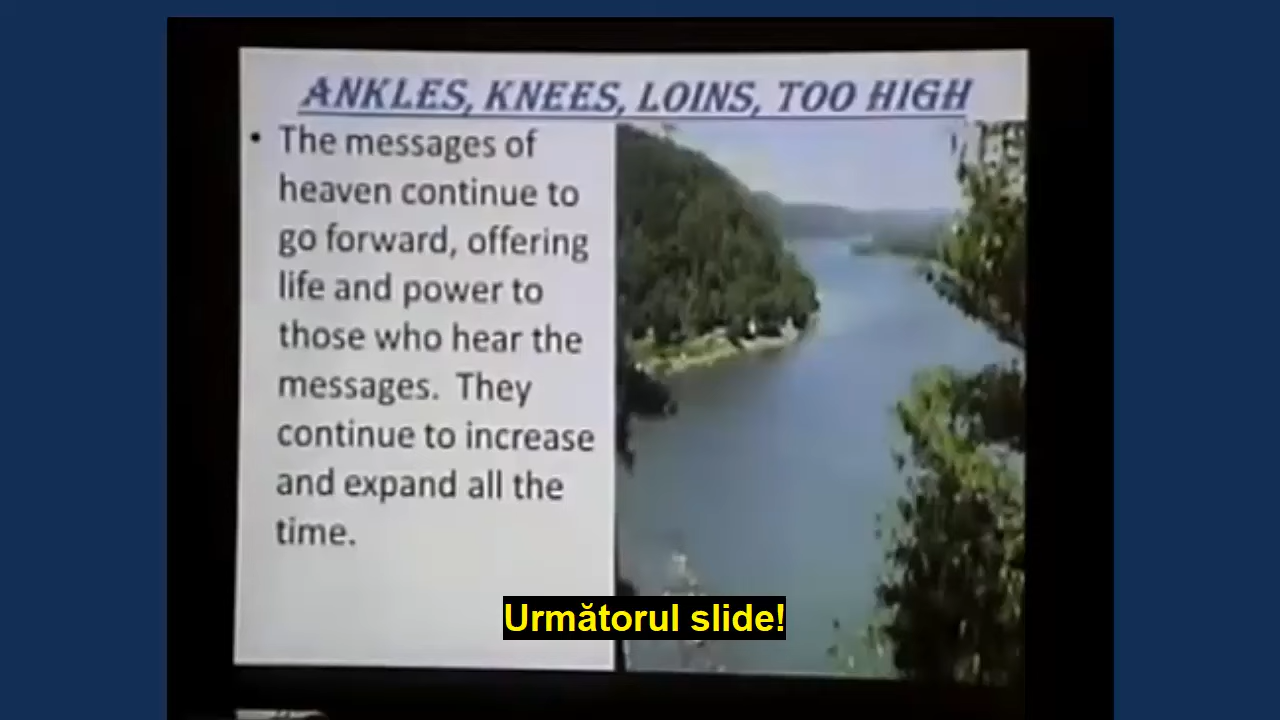 ANKLES, KNEES, LOINS, TOO HIGH
• The messages of
heaven continue to
go forward, offering
life and power to
those who hear the
messages. They
continue to increase
and expand all the
time.
Următorul slide!